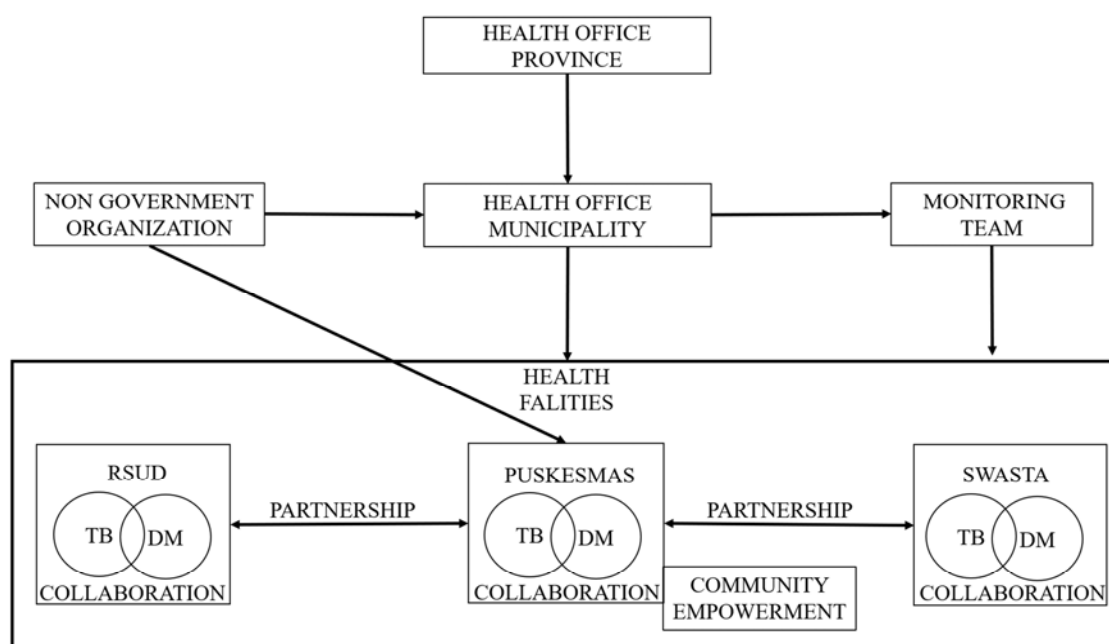 HEALTH OFFICE
PROVINCE
NON GOVERNMENT
ORGANIZATION
HEALTH OFFICE
MUNICIPALITY
MONITORING
TEAM
HEALTH
FALITIES
RSUD
TB
DM
COLLABORATION
PARTNERSHIP
PUSKESMAS
TB
DM
COLLABORATION
PARTNERSHIP
SWASTA
TB
DM
COLLABORATION
COMMUNITY
EMPOWERMENT